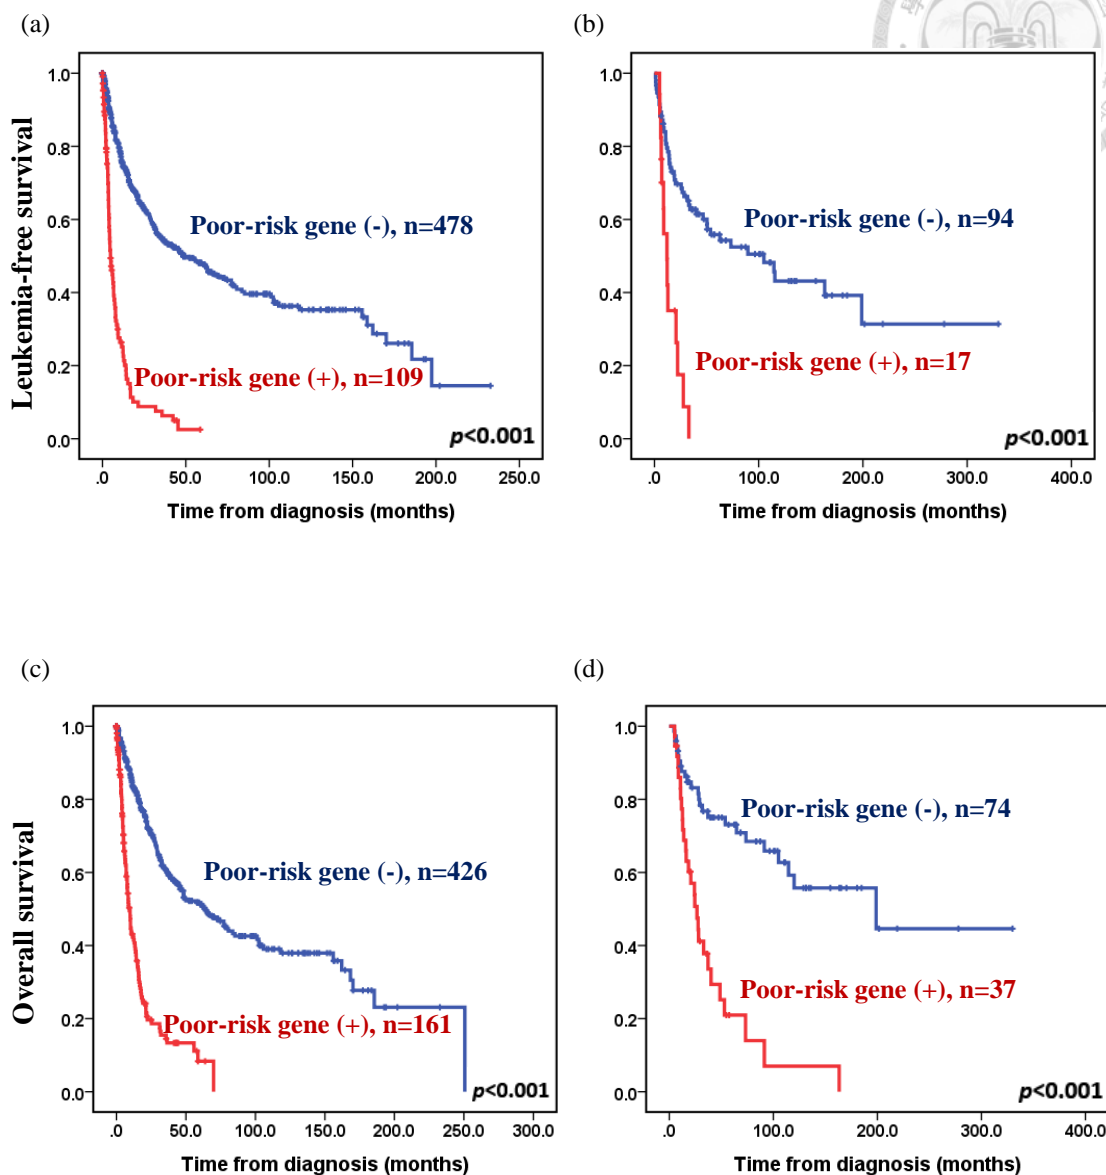 (a)
(b)
Leukemia-free survival
1.0
0.8
0.6
0.4
0.2
0.0
Poor-risk gene (-), n=478
Poor-risk gene (+), n=109
p<0.001
.0 50.0 100.0 150.0 200.0 250.0
Time from diagnosis (months)
1.0
0.8
0.6
0.4
0.2
0.0
Poor-risk gene (-), n=94
Poor-risk gene (+), n=17
p<0.001
.0 100.0 200.0 300.0 400.0
Time from diagnosis (months)
(c)
(d)
Overall survival
1.0
0.8
0.6
0.4
0.2
0.0
Poor-risk gene (-), n=426
Poor-risk gene (+), n=161
p<0.001
.0 50.0 100.0 150.0 200.0 250.0 300.0
Time from diagnosis (months)
1.0
0.8
0.6
0.4
0.2
0.0
Poor-risk gene (-), n=74
Poor-risk gene (+), n=37
p<0.001
.0 100.0 200.0 300.0 400.0
Time from diagnosis (months)